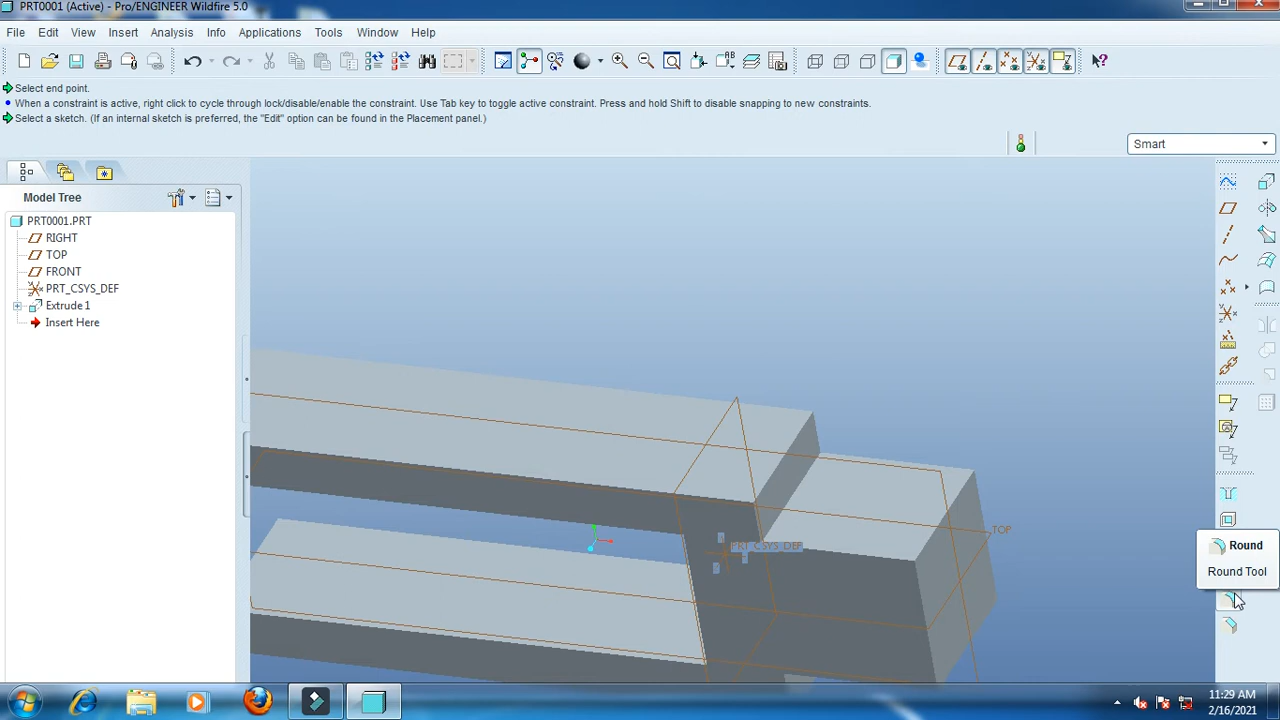 PRT0001 (Active) - Pro/ENGINEER Wildfire 5.0
File Edit View Insert Analysis Info Applications Tools Window Help
Select end point.
When a constraint is active, right click to cycle through lock/disable/enable the constraint. Use Tab key to toggle active constraint. Press and hold Shift to disable snapping to new constraints.
Select a sketch. (If an internal sketch is preferred, the "Edit" option can be found in the Placement panel.)
Smart
Model Tree
PRT0001.PRT
RIGHT
TOP
FRONT
PRT_CSYS_DEF
Extrude 1
Insert Here
TOP
PRT_CSYS_DEF
Round
Round Tool
11:29 AM
2/16/2021